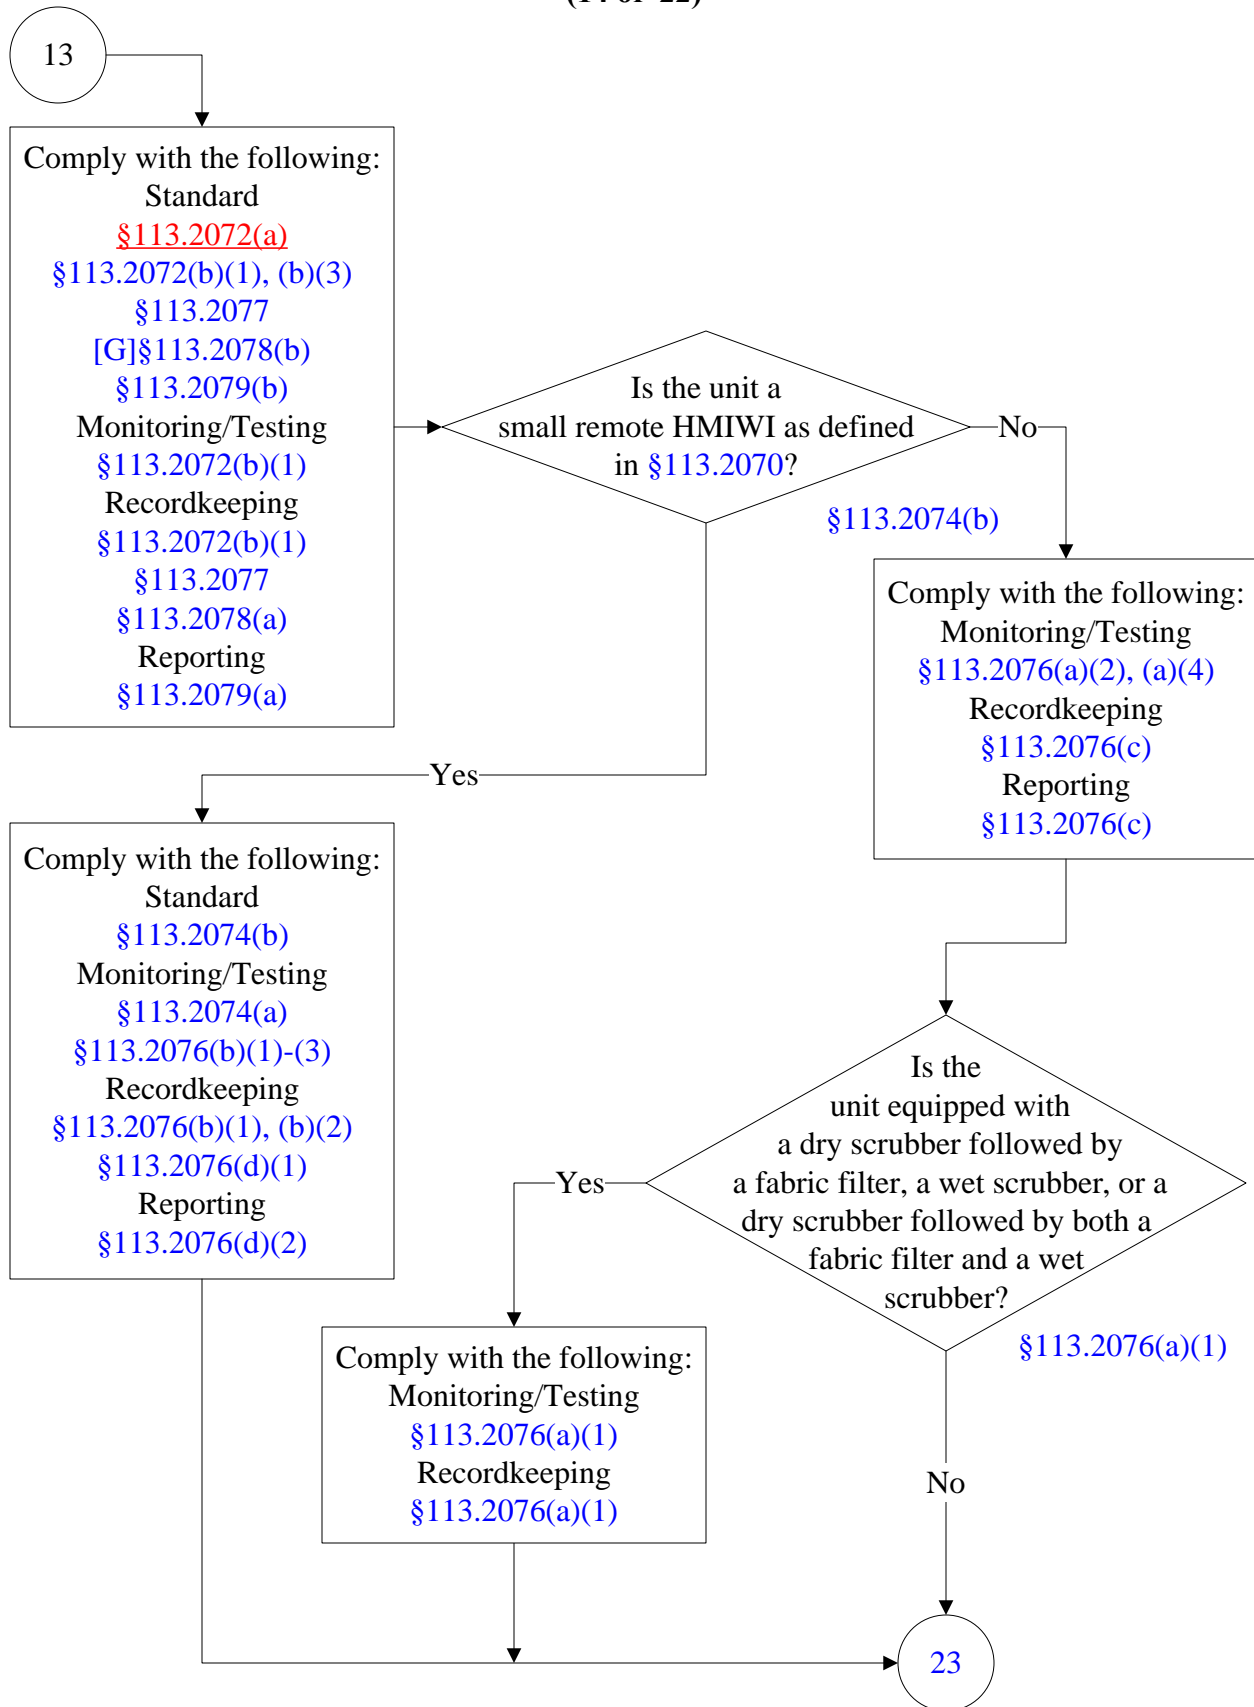 (14 of 22)
13
Comply with the following:
Standard
§113.2072(a)
§113.2072(b)(1), (b)(3)
§113.2077
[G]§113.2078(b)
§113.2079(b)
Monitoring/Testing
§113.2072(b)(1)
Recordkeeping
§113.2072(b)(1)
§113.2077
§113.2078(a)
Reporting
§113.2079(a)
Is the unit a
small remote HMIWI as defined
in §113.2070?
No
§113.2074(b)
Comply with the following:
Monitoring/Testing
§113.2076(a)(2), (a)(4)
Recordkeeping
§113.2076(c)
Reporting
§113.2076(c)
Yes
Comply with the following:
Standard
§113.2074(b)
Monitoring/Testing
§113.2074(a)
§113.2076(b)(1)-(3)
Recordkeeping
§113.2076(b)(1), (b)(2)
§113.2076(d)(1)
Reporting
§113.2076(d)(2)
Is the
unit equipped with
a dry scrubber followed by
a fabric filter, a wet scrubber, or a
dry scrubber followed by both a
fabric filter and a wet
scrubber?
§113.2076(a)(1)
Yes
Comply with the following:
Monitoring/Testing
§113.2076(a)(1)
Recordkeeping
§113.2076(a)(1)
No
23